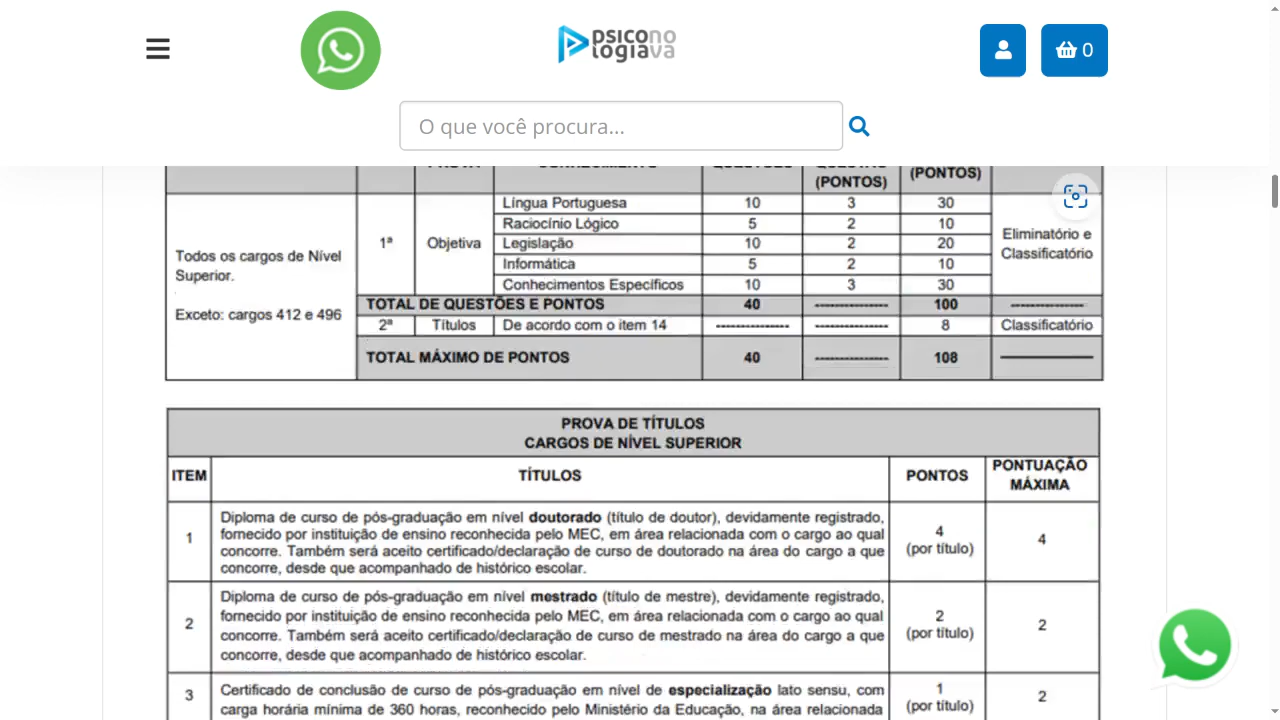 psicono
logiava
0
O que você procura...
(PONTOS)
(PONTOS)
Todos os cargos de Nível
Superior.
Exceto: cargos 412 e 496
1ª
Objetiva
Língua Portuguesa 10 3 30
Raciocínio Lógico 5 2 10
Legislação 10 2 20
Informática 5 2 10
Conhecimentos Específicos 10 3 30
Eliminatório e
Classificatório
TOTAL DE QUESTÕES E PONTOS 40 --------------- 100 ---------------
2ª Títulos De acordo com o item 14 --------------- --------------- 8 Classificatório
TOTAL MÁXIMO DE PONTOS 40 --------------- 108
PROVA DE TÍTULOS
CARGOS DE NÍVEL SUPERIOR
ITEM TÍTULOS PONTOS PONTUAÇÃO
MÁXIMA
1
Diploma de curso de pós-graduação em nível doutorado (título de doutor), devidamente registrado,
fornecido por instituição de ensino reconhecida pelo MEC, em área relacionada com o cargo ao qual
concorre. Também será aceito certificado/declaração de curso de doutorado na área do cargo a que
concorre, desde que acompanhado de histórico escolar.
4
(por título)
4
2
Diploma de curso de pós-graduação em nível mestrado (título de mestre), devidamente registrado,
fornecido por instituição de ensino reconhecida pelo MEC, em área relacionada com o cargo ao qual
concorre. Também será aceito certificado/declaração de curso de mestrado na área do cargo a que
concorre, desde que acompanhado de histórico escolar.
2
(por título)
2
3
Certificado de conclusão de curso de pós-graduação em nível de especialização lato sensu, com
carga horária mínima de 360 horas, reconhecido pelo Ministério da Educação, na área relacionada
1
(por título)
2